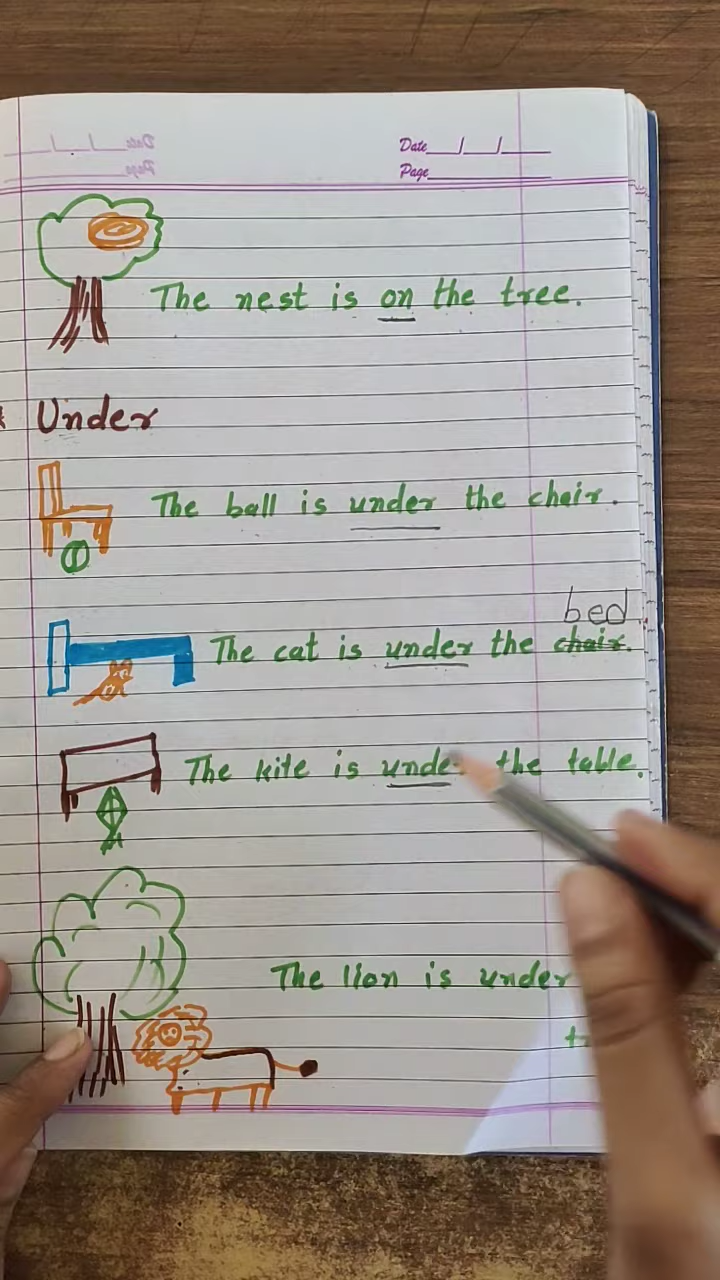 Date
Page
The nest is on the tree.
Under
The ball is under the chair.
bed.
The cat is under the chair.
The kite is under the table.
The lion is under